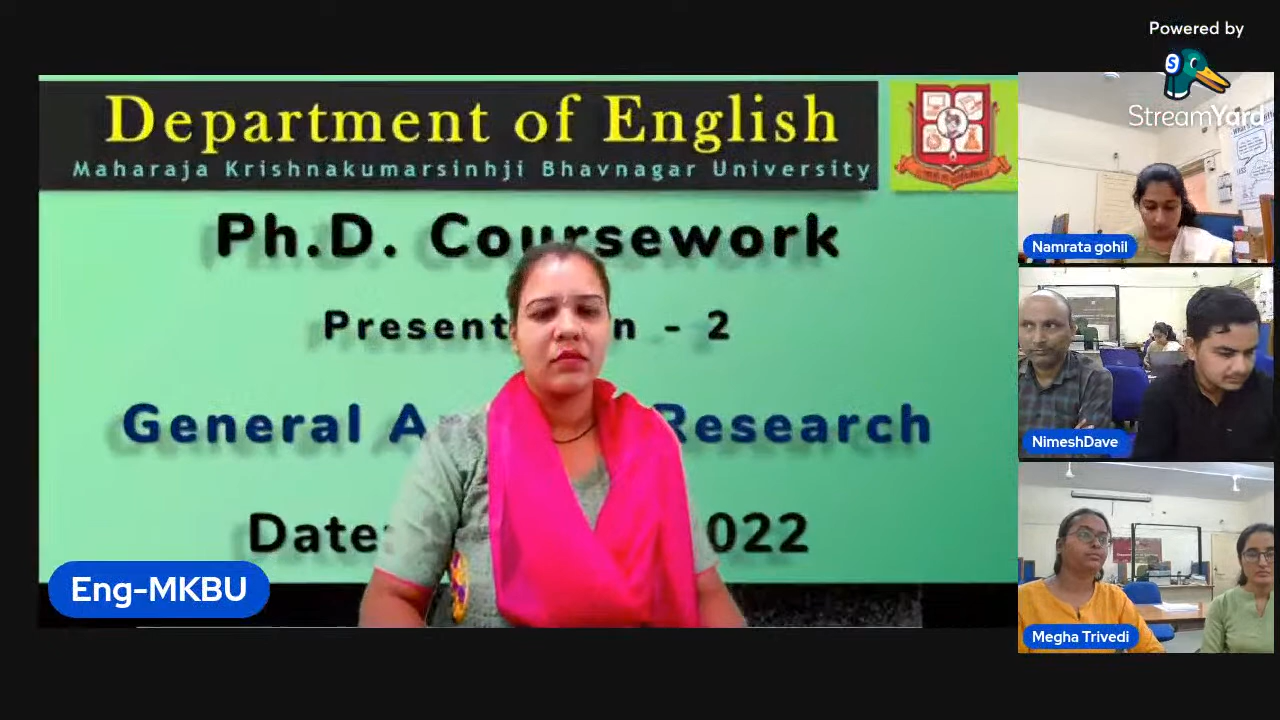 Powered by
StreamYard
Department of English
Maharaja Krishnakumarsinhji Bhavnagar University
Ph.D. Coursework
Present n - 2
General A Research
Date: 022
Eng-MKBU
Namrata gohil
NimeshDave
Megha Trivedi